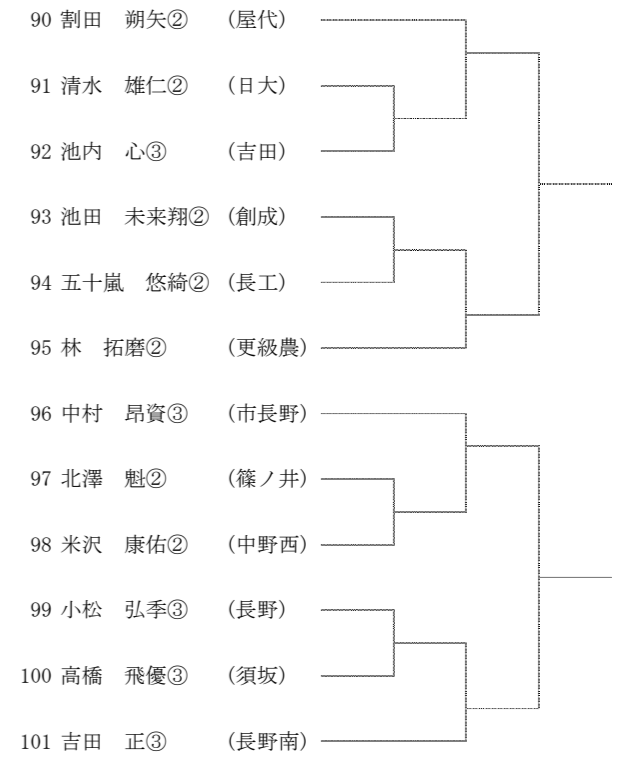 90 割田　朔矢② （屋代）
91 清水　雄仁② （日大）
92 池内　心③ （吉田）
93 池田　未来翔② （創成）
94 五十嵐　悠綺② （長工）
95 林　拓磨② （更級農）
96 中村　昂資③ （市長野）
97 北澤　魁② （篠ノ井）
98 米沢　康佑② （中野西）
99 小松　弘季③ （長野）
100 高橋　飛優③ （須坂）
101 吉田　正③ （長野南）